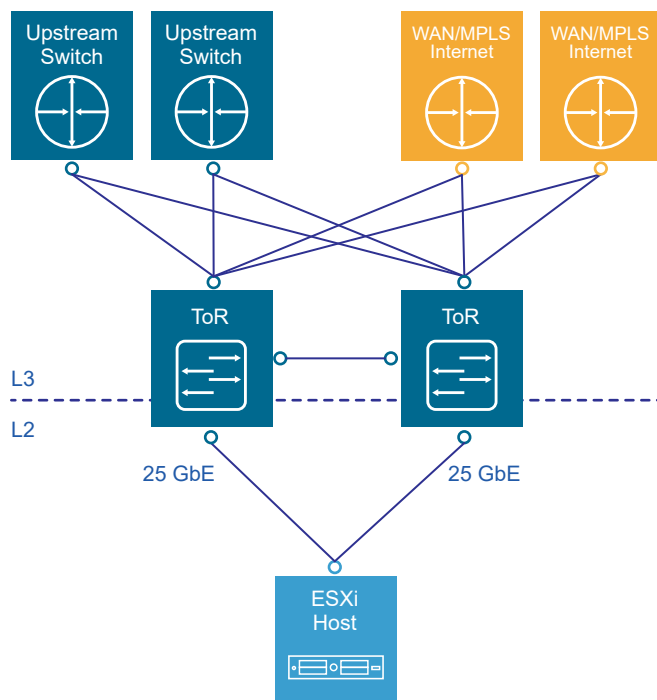 Upstream
Switch
Upstream
Switch
WAN/MPLS
Internet
WAN/MPLS
Internet
ToR
ToR
L3
L2
25 GbE
25 GbE
ESXi
Host